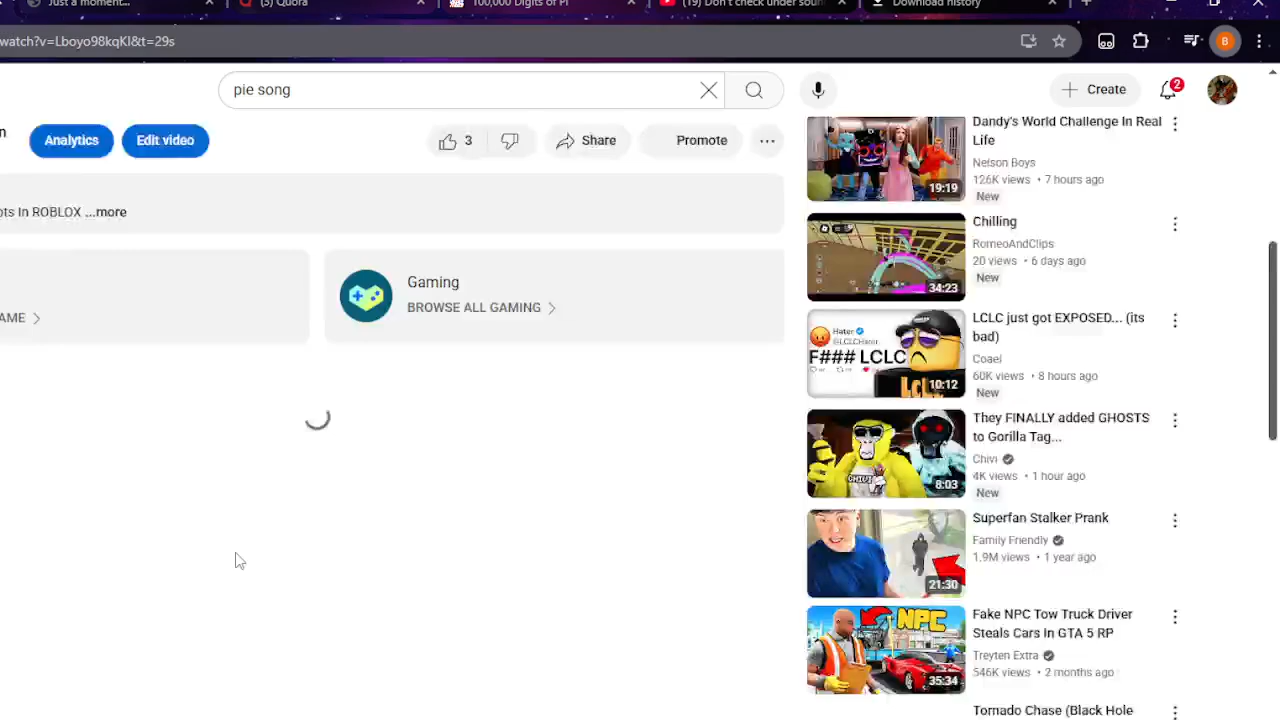 Just a moment...
(5) Quora
100,000 Digits of Pi
(19) Don't check under soun
Download history
watch?v=Lboyo98kqKI&t=29s
B
pie song
Create
2
n
Analytics
Edit video
3
Share
Promote
ots In ROBLOX ...more
Gaming
BROWSE ALL GAMING
AME
19:19
Dandy's World Challenge In Real
Life
Nelson Boys
126K views • 7 hours ago
New
34:23
Chilling
RomeoAndClips
20 views • 6 days ago
New
Hater
@LCLCHater
F### LCLC
10:12
LCLC just got EXPOSED... (its
bad)
Coael
60K views • 8 hours ago
New
CHIVI
8:03
They FINALLY added GHOSTS
to Gorilla Tag...
Chivi
4K views • 1 hour ago
New
21:30
Superfan Stalker Prank
Family Friendly
1.9M views • 1 year ago
NPC
35:34
Fake NPC Tow Truck Driver
Steals Cars In GTA 5 RP
Treyten Extra
546K views • 2 months ago
Tornado Chase (Black Hole